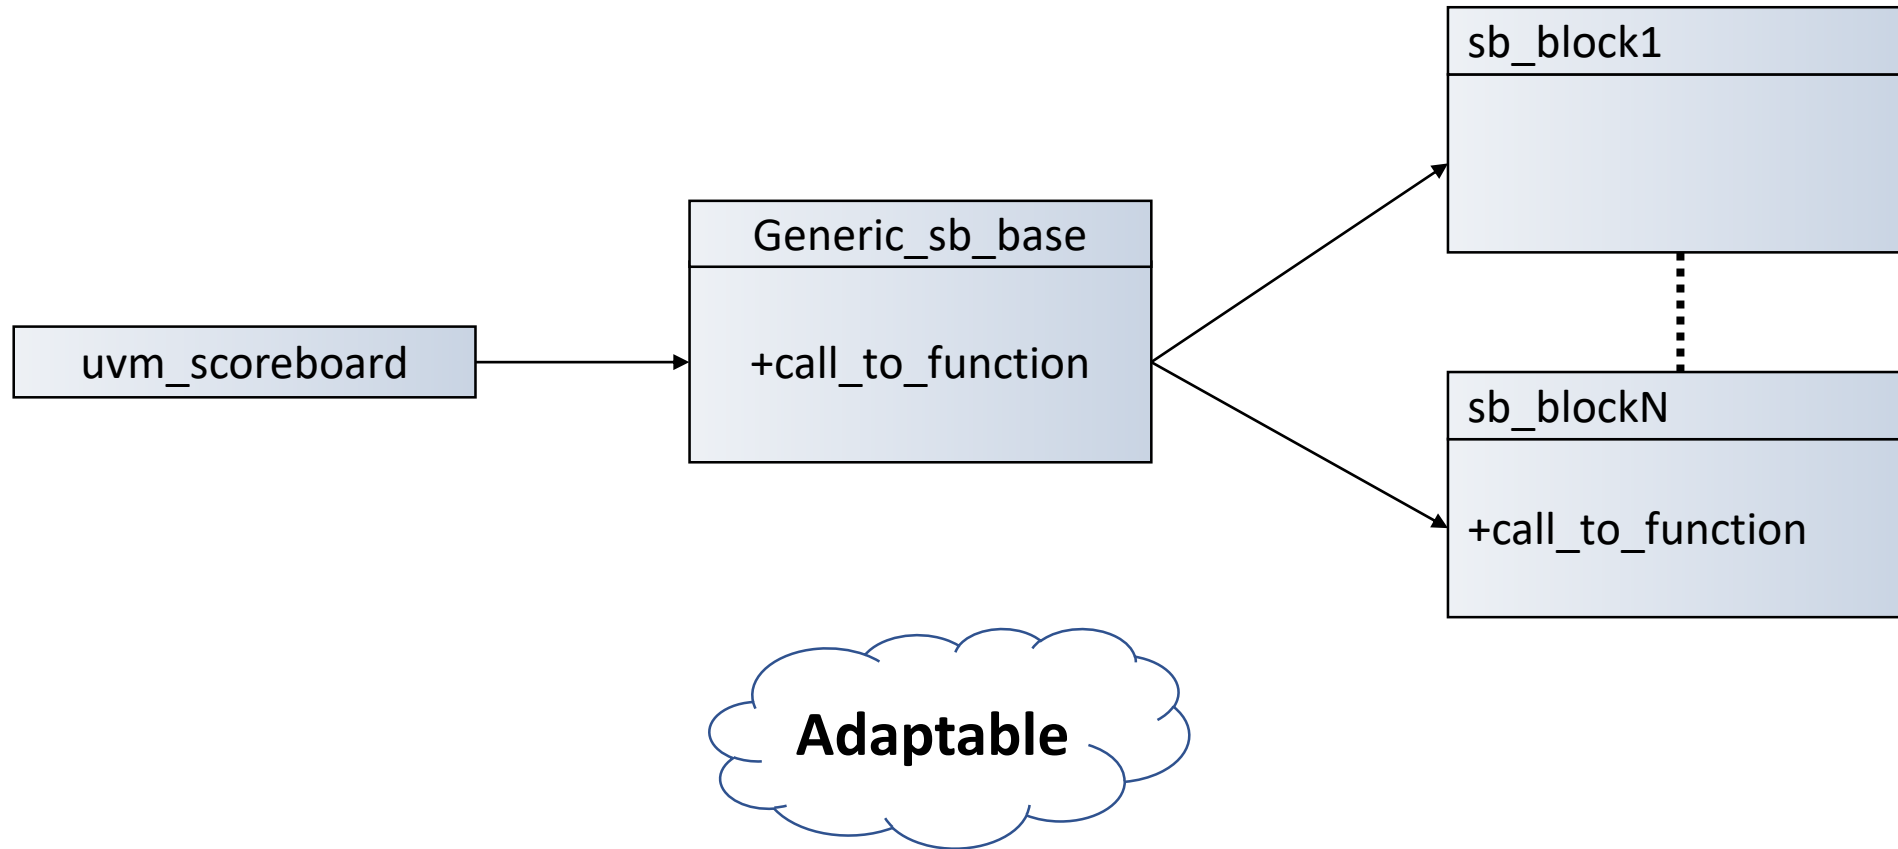 sb_block1
Generic_sb_base
uvm_scoreboard
+call_to_function
sb_blockN
+call_to_function
Adaptable